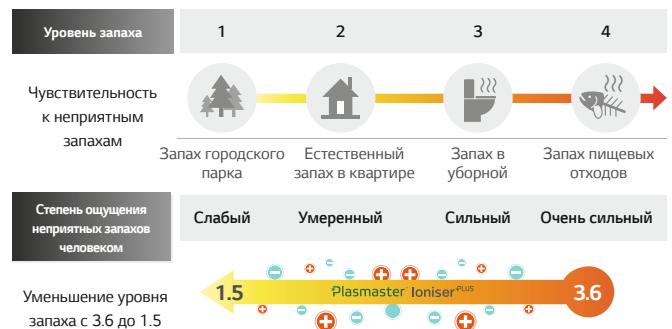 Уровень запаха 1 2 3 4
Чувствительность
к неприятным
запахам
Запах городского
парка
Естественный
запах в квартире
Запах в
уборной
Запах пищевых
отходов
Степень ощущения
неприятных запахов
человеком
Слабый Умеренный Сильный Очень сильный
Уменьшение уровня
запаха с 3.6 до 1.5
1.5 Plasmaster Ioniser PLUS 3.6